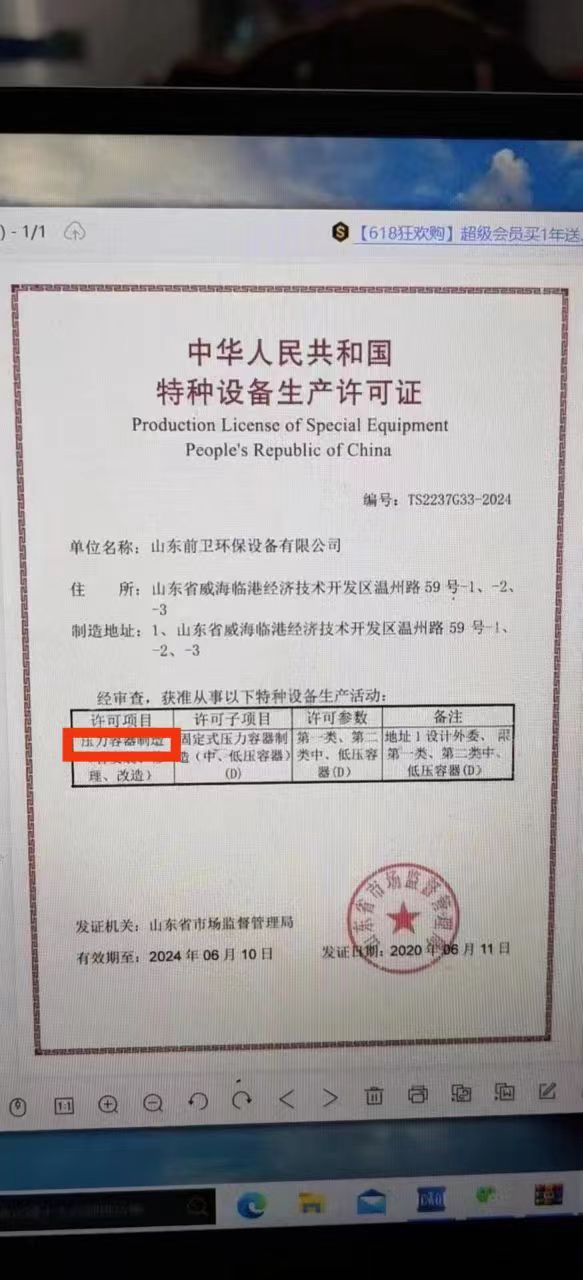 ) - 1/1
【618狂欢购】超级会员买1年送
中华人民共和国
特种设备生产许可证
Production License of Special Equipment
People's Republic of China
编号：TS2237G33-2024
单位名称：山东前卫环保设备有限公司
住 所：山东省威海临港经济技术开发区温州路 59 号-1、-2、
-3
制造地址：1、山东省威海临港经济技术开发区温州路 59 号-1、
-2、-3
经审查，获准从事以下特种设备生产活动：
许可项目 许可子项目 许可参数 备注
压力容器制造 固定式压力容器制 第一类、第二 地址 1 设计外委、限
造（中、低压容器） 类中、低压容 第一类、第二类中、
理、改造） (D) 器(D) 低压容器(D)
山东省市场监督管理局
发证机关：山东省市场监督管理局
有效期至：2024 年 06 月 10 日 发证日期：2020 年 06 月 11 日
1:1